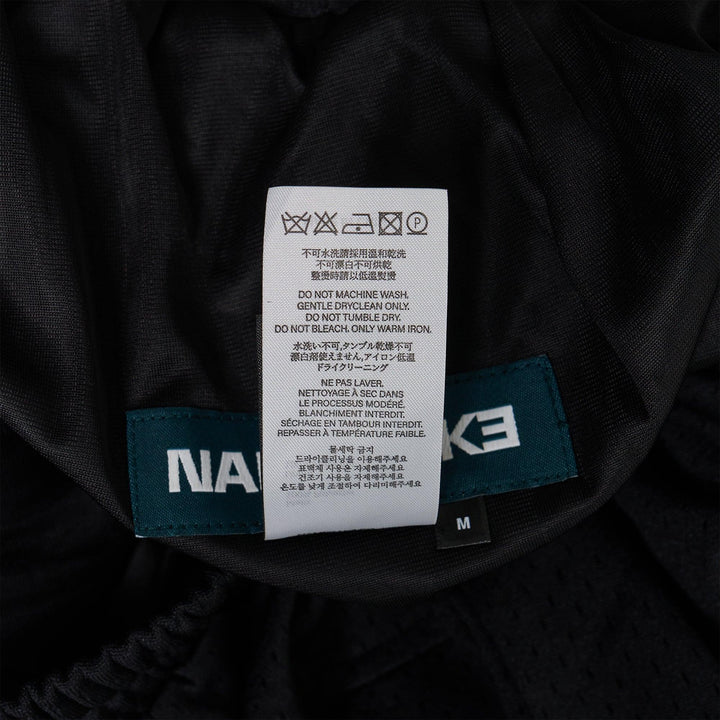 P
不可水洗請採用溫和乾洗
不可漂白不可烘乾
整燙時請以低溫熨燙
DO NOT MACHINE WASH.
GENTLE DRYCLEAN ONLY.
DO NOT TUMBLE DRY.
DO NOT BLEACH. ONLY WARM IRON.
水洗い不可,タンブル乾燥不可
漂白剤使えません,アイロン低温
ドライクリーニング
NE PAS LAVER.
NETTOYAGE À SEC DANS
LE PROCESSUS MODÉRÉ.
BLANCHIMENT INTERDIT.
SÉCHAGE EN TAMBOUR INTERDIT.
REPASSER À TEMPÉRATURE FAIBLE.
물세탁 금지
드라이클리닝을 이용해주세요
표백제 사용은 자제해주세요
건조기 사용을 자제해주세요
온도를 낮게 조절하여 다리미해주세요
M